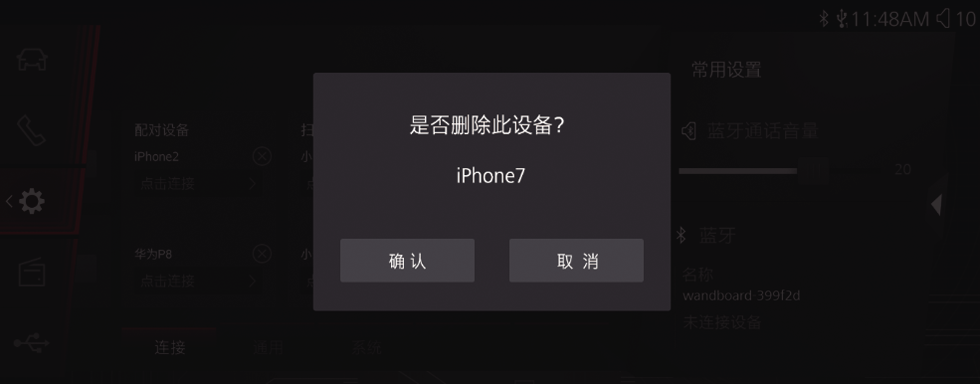 11:48AM
10
常用设置
配对设备
iPhone2
点击连接
华为P8
点击连接
是否删除此设备?
iPhone7
确认
取消
蓝牙通话音量
20
蓝牙
名称
wandboard 399f2d
未连接设备
连接
通用